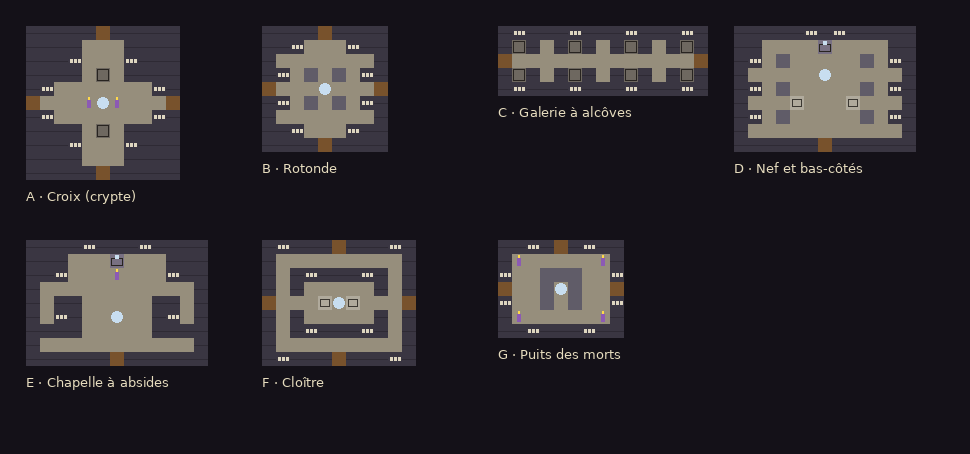 A · Croix (crypte)
B · Rotonde
C · Galerie à alcôves
D · Nef et bas-côtés
E · Chapelle à absides
F · Cloître
G · Puits des morts